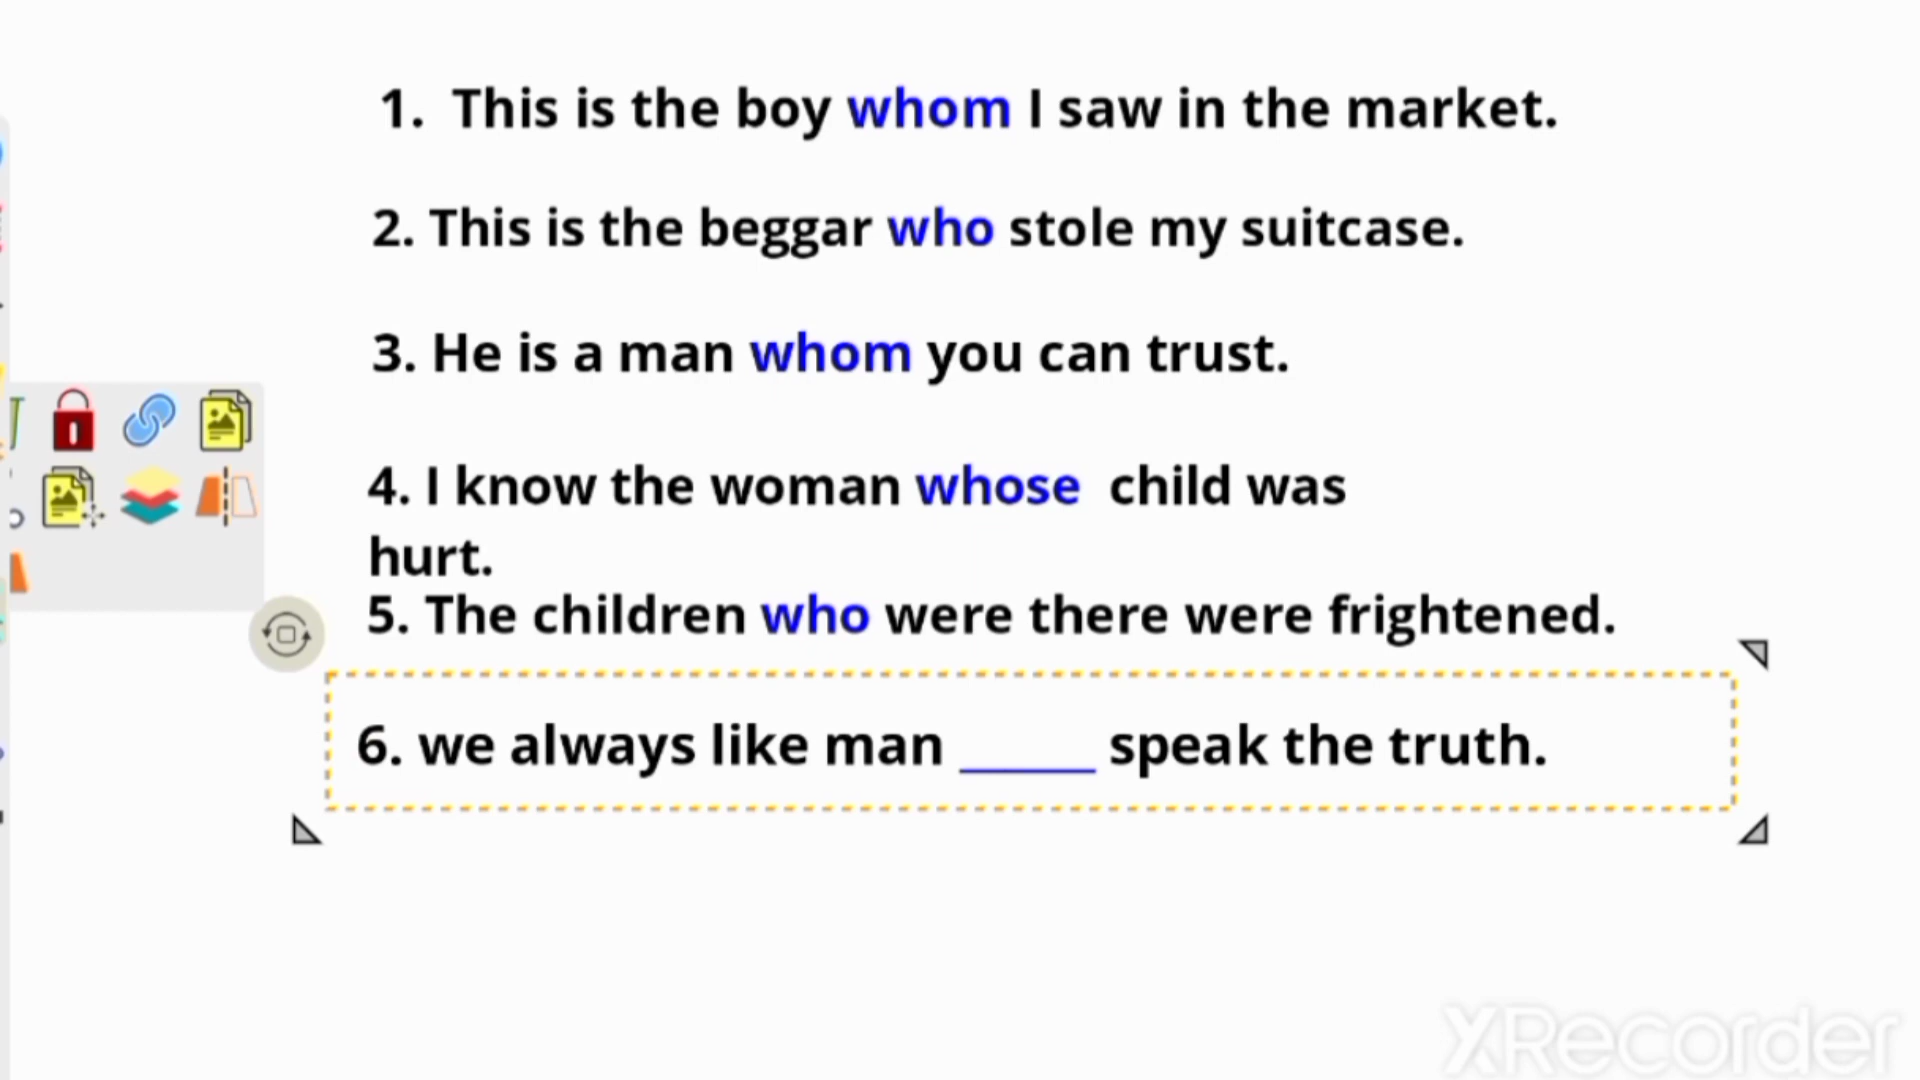 1. This is the boy whom I saw in the market.
2. This is the beggar who stole my suitcase.
3. He is a man whom you can trust.
4. I know the woman whose child was
hurt.
5. The children who were there were frightened.
6. we always like man ______ speak the truth.
XRecorder